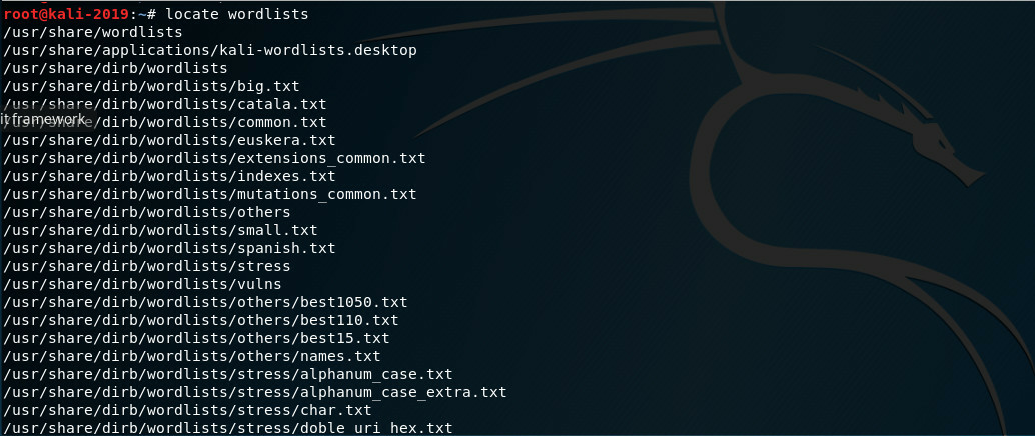 root@kali-2019:~# locate wordlists
/usr/share/wordlists
/usr/share/applications/kali-wordlists.desktop
/usr/share/dirb/wordlists
/usr/share/dirb/wordlists/big.txt
/usr/share/dirb/wordlists/catala.txt
/usr/share/dirb/wordlists/common.txt
it framework
/usr/share/dirb/wordlists/euskera.txt
/usr/share/dirb/wordlists/extensions_common.txt
/usr/share/dirb/wordlists/indexes.txt
/usr/share/dirb/wordlists/mutations_common.txt
/usr/share/dirb/wordlists/others
/usr/share/dirb/wordlists/small.txt
/usr/share/dirb/wordlists/spanish.txt
/usr/share/dirb/wordlists/stress
/usr/share/dirb/wordlists/vulns
/usr/share/dirb/wordlists/others/best1050.txt
/usr/share/dirb/wordlists/others/best110.txt
/usr/share/dirb/wordlists/others/best15.txt
/usr/share/dirb/wordlists/others/names.txt
/usr/share/dirb/wordlists/stress/alphanum_case.txt
/usr/share/dirb/wordlists/stress/alphanum_case_extra.txt
/usr/share/dirb/wordlists/stress/char.txt
/usr/share/dirb/wordlists/stress/doble_uri_hex.txt